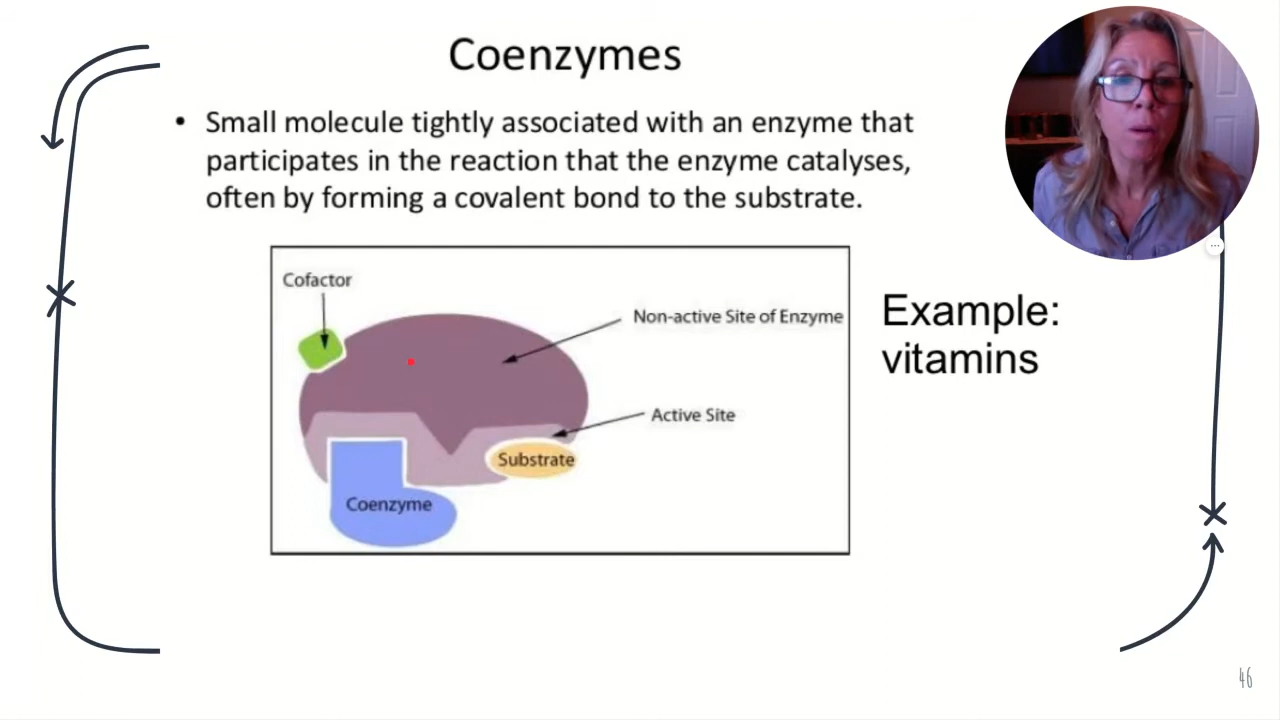 Coenzymes
• Small molecule tightly associated with an enzyme that
participates in the reaction that the enzyme catalyses,
often by forming a covalent bond to the substrate.
Cofactor
Non-active Site of Enzyme
Active Site
Substrate
Coenzyme
Example:
vitamins
46